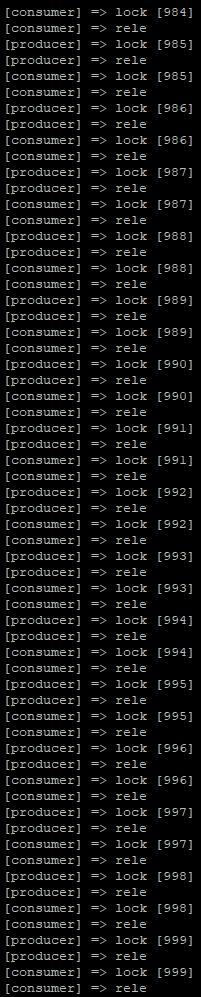 [consumer] => lock [984]
[consumer] => rele
[producer] => lock [985]
[producer] => rele
[consumer] => lock [985]
[consumer] => rele
[producer] => lock [986]
[producer] => rele
[consumer] => lock [986]
[consumer] => rele
[producer] => lock [987]
[producer] => rele
[consumer] => lock [987]
[consumer] => rele
[producer] => lock [988]
[producer] => rele
[consumer] => lock [988]
[consumer] => rele
[producer] => lock [989]
[producer] => rele
[consumer] => lock [989]
[consumer] => rele
[producer] => lock [990]
[producer] => rele
[consumer] => lock [990]
[consumer] => rele
[producer] => lock [991]
[producer] => rele
[consumer] => lock [991]
[consumer] => rele
[producer] => lock [992]
[producer] => rele
[consumer] => lock [992]
[consumer] => rele
[producer] => lock [993]
[producer] => rele
[consumer] => lock [993]
[consumer] => rele
[producer] => lock [994]
[producer] => rele
[consumer] => lock [994]
[consumer] => rele
[producer] => lock [995]
[producer] => rele
[consumer] => lock [995]
[consumer] => rele
[producer] => lock [996]
[producer] => rele
[consumer] => lock [996]
[consumer] => rele
[producer] => lock [997]
[producer] => rele
[consumer] => lock [997]
[consumer] => rele
[producer] => lock [998]
[producer] => rele
[consumer] => lock [998]
[consumer] => rele
[producer] => lock [999]
[producer] => rele
[consumer] => lock [999]
[consumer] => rele